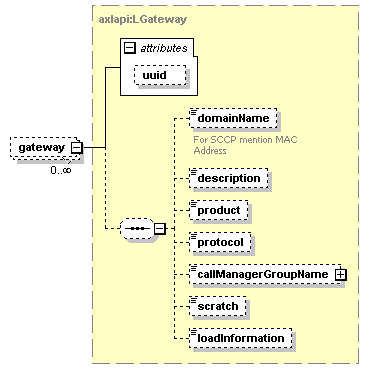 axlapi:LGateway
attributes
uuid
domainName
For SCCP mention MAC
Address
gateway
0..∞
description
product
protocol
callManagerGroupName
scratch
loadInformation